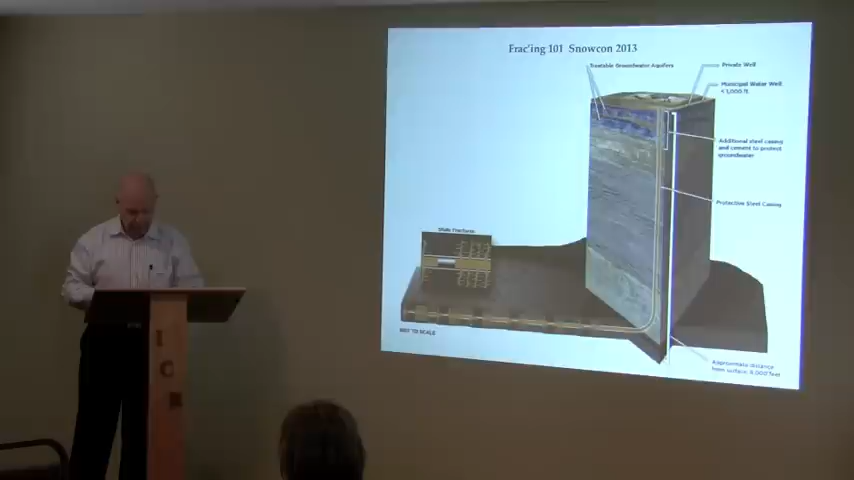 Frac'ing 101 Snowcon 2013
Treatable Groundwater Aquifers
Private Well
Municipal Water Well
< 1,000 ft.
Additional steel casing
and cement to protect
groundwater
Protective Steel Casing
Shale Fractures
NOT TO SCALE
Approximate distance
from surface: 8,000 feet
I
C
R